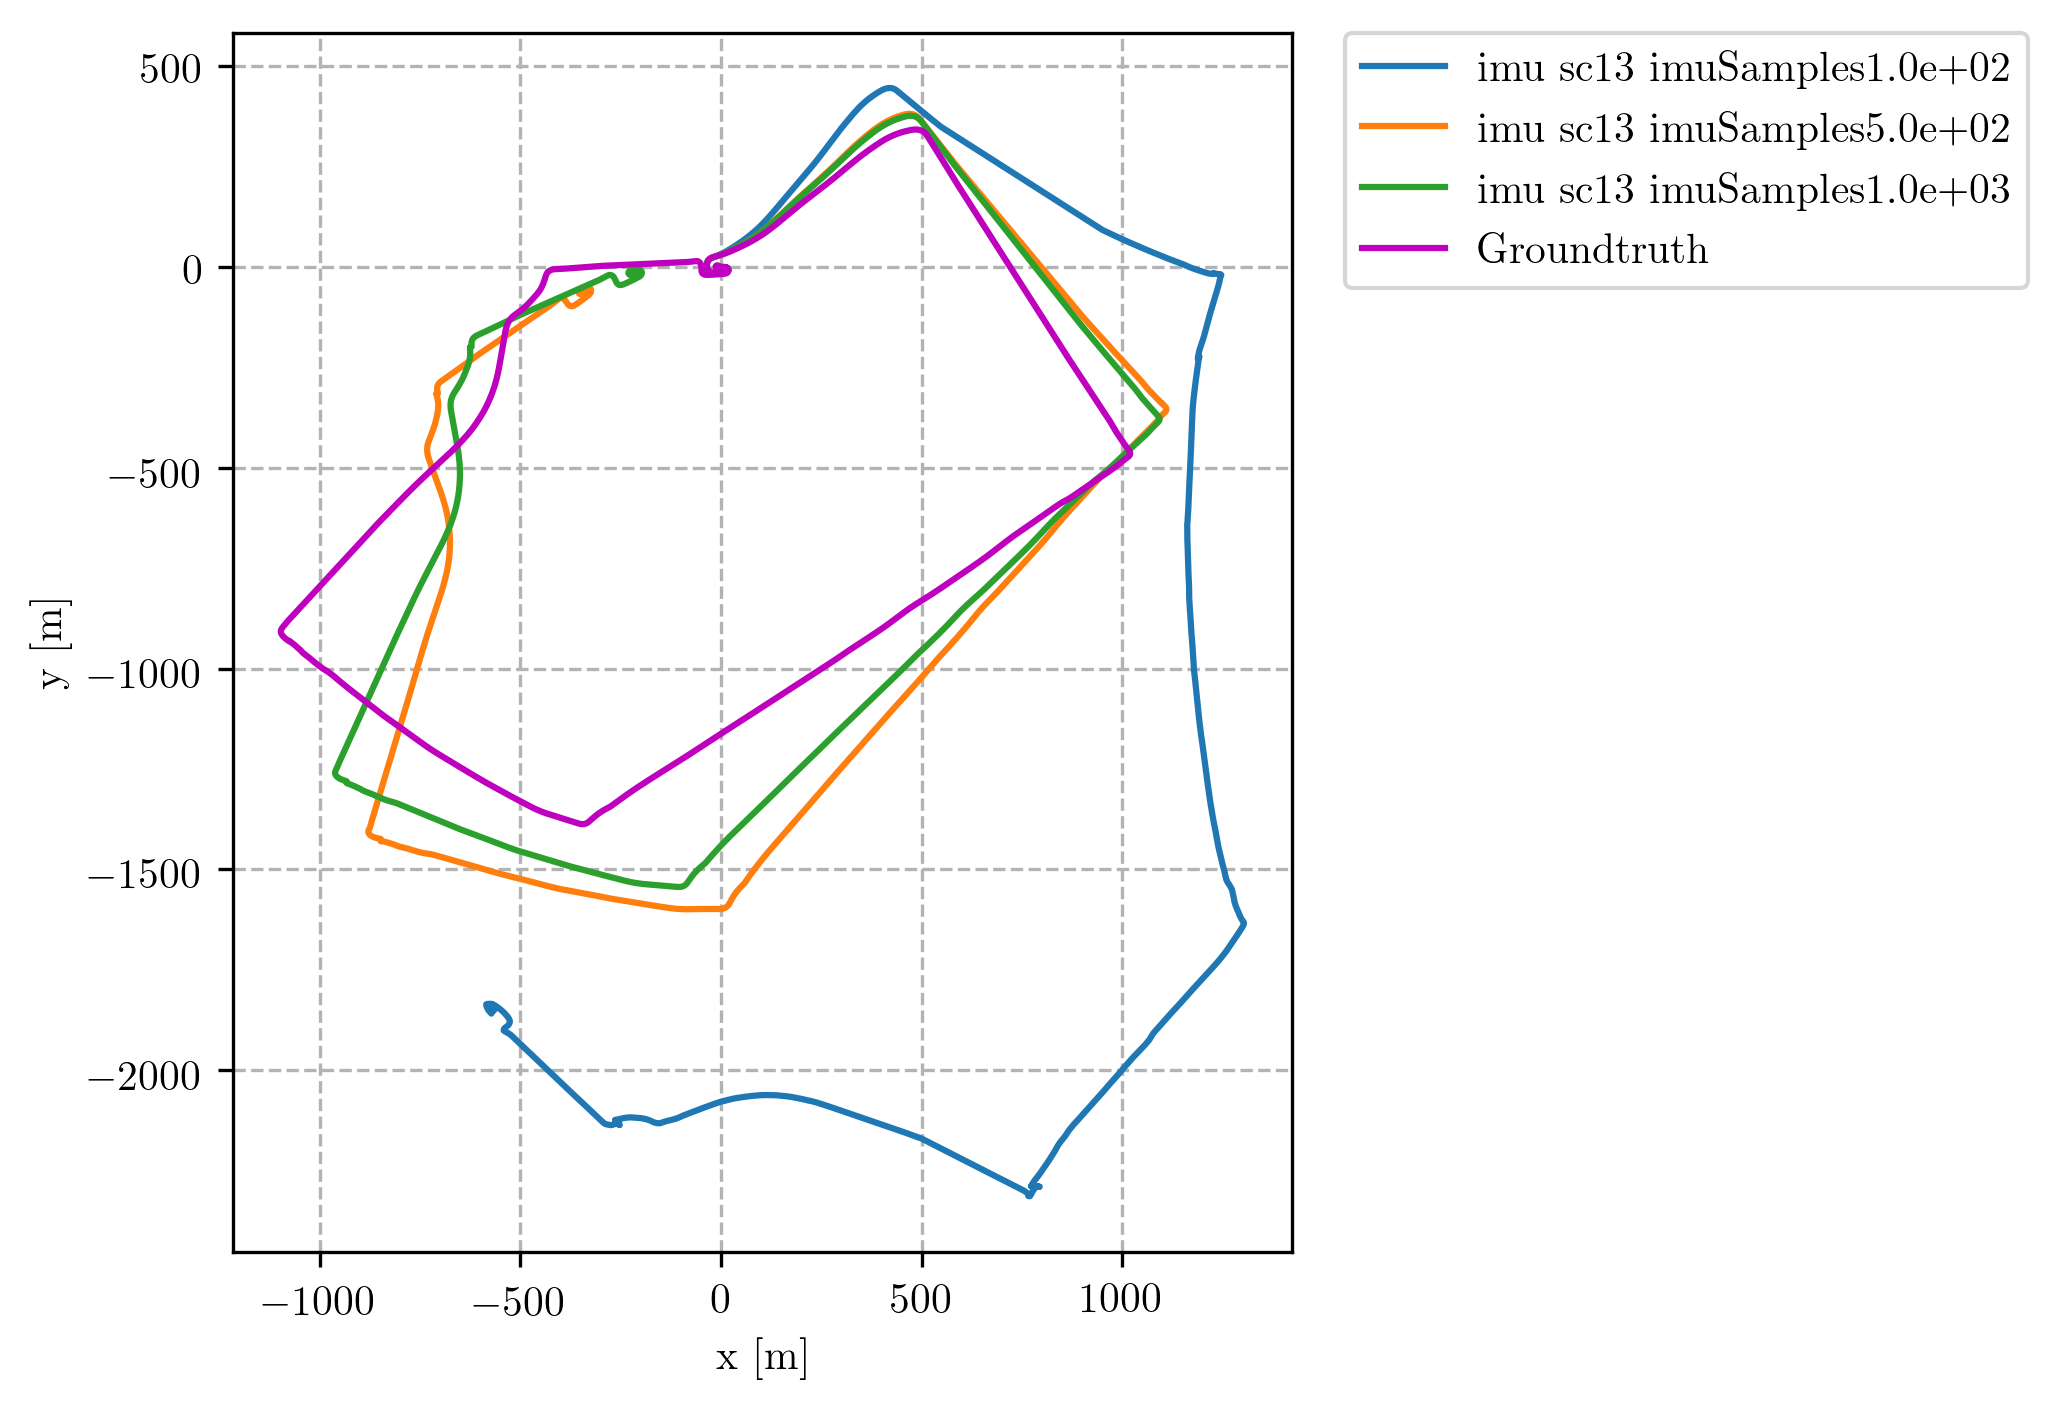 500
0
−500
−1000
−1500
−2000
y [m]
−1000
−500
0
500
1000
x [m]
imu sc13 imuSamples1.0e+02
imu sc13 imuSamples5.0e+02
imu sc13 imuSamples1.0e+03
Groundtruth